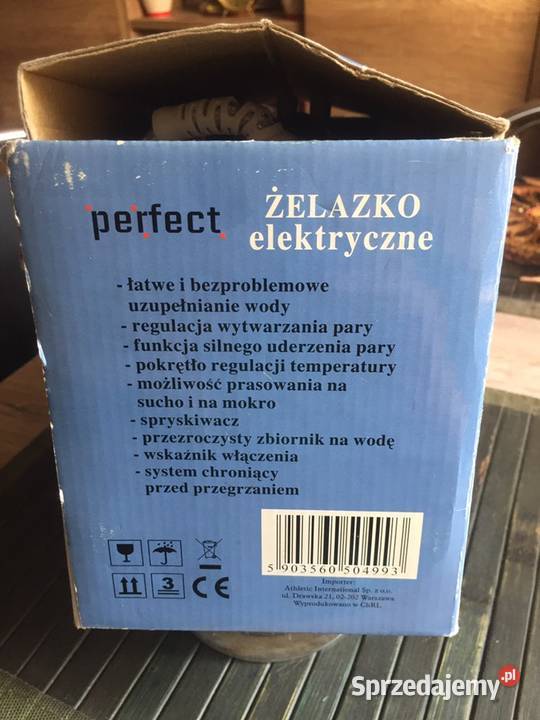 perfect
ŻELAZKO
elektryczne
- łatwe i bezproblemowe
uzupełnianie wody
- regulacja wytwarzania pary
- funkcja silnego uderzenia pary
- pokrętło regulacji temperatury
- możliwość prasowania na
sucho i na mokro
- spryskiwacz
- przezroczysty zbiornik na wodę
- wskaźnik włączenia
- system chroniący
przed przegrzaniem
3
CE
5 903560 504993
Importer:
Athletic International Sp. z o.o.
ul. Drawska 21, 02-202 Warszawa
Wyprodukowano w ChRL
Sprzedajemy.pl